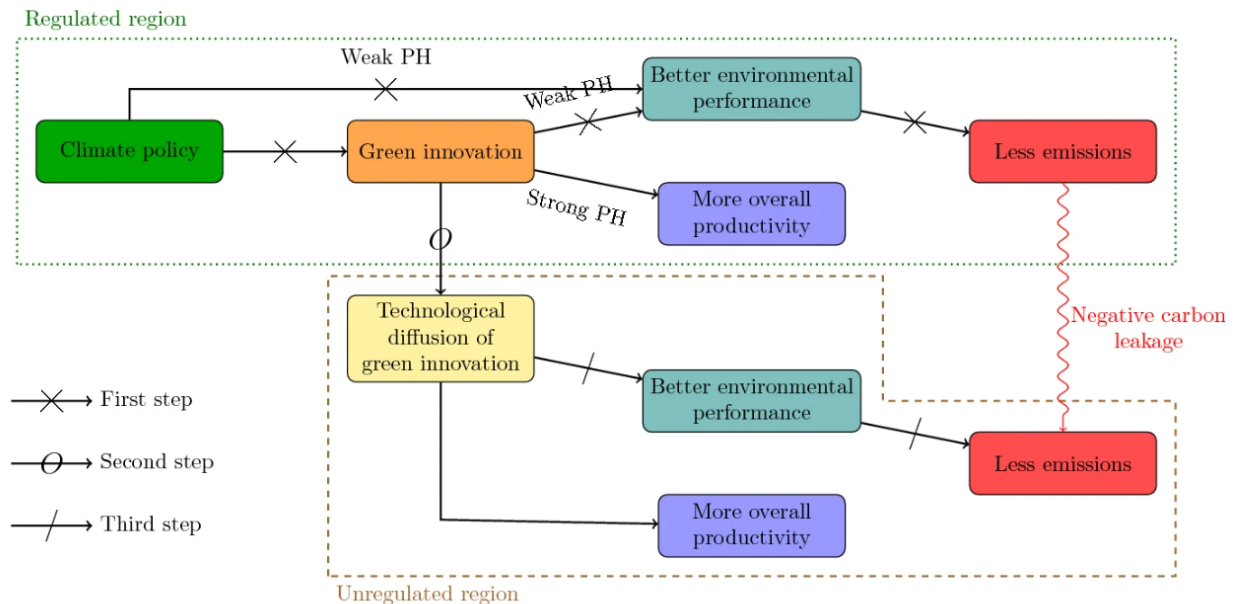 Regulated region
Weak PH
Better environmental
performance
Weak PH
Climate policy
Green innovation
Less emissions
Strong PH
More overall
productivity
O
Technological
diffusion of
green innovation
Negative carbon
leakage
Better environmental
performance
First step
O Second step
Less emissions
Third step
More overall
productivity
Unregulated region